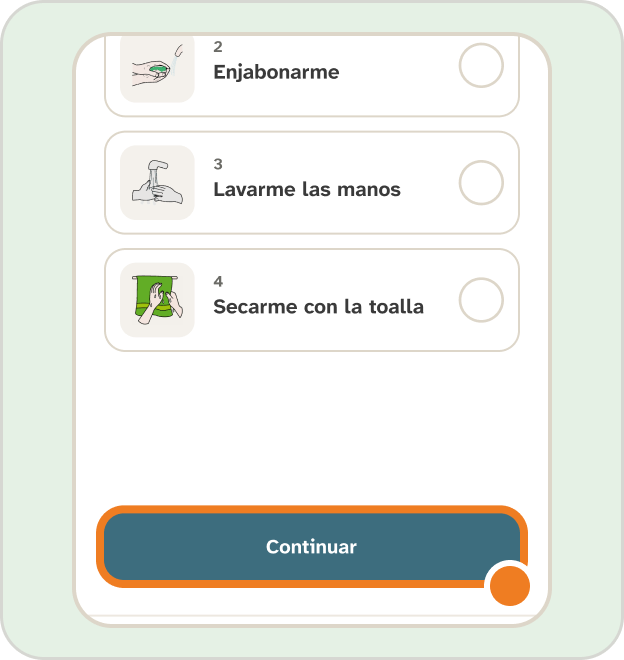 2
Enjabonarme
3
Lavarme las manos
4
Secarme con la toalla
Continuar